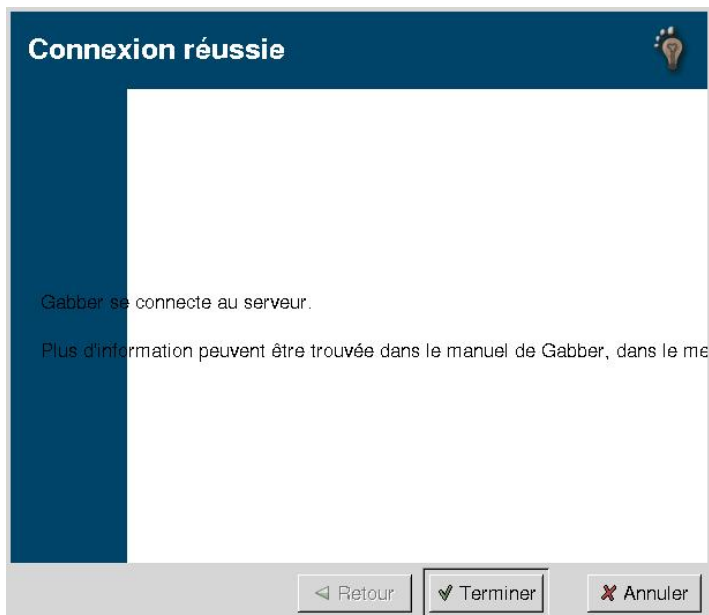 Connexion réussie
Gabber se connecte au serveur.
Plus d'information peuvent être trouvée dans le manuel de Gabber, dans le me
Retour
Terminer
Annuler